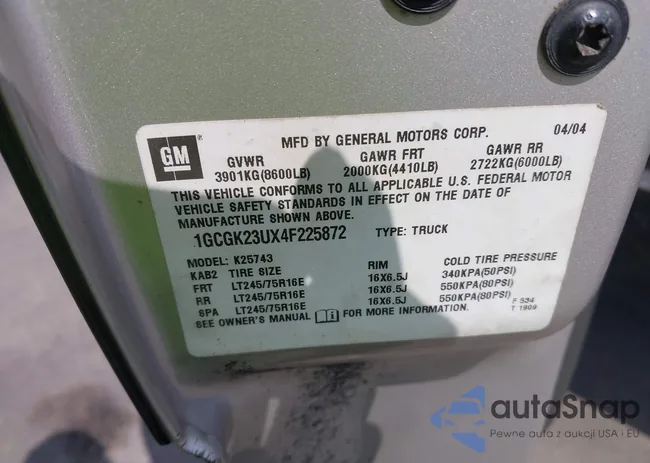 GM
MFD BY GENERAL MOTORS CORP. 04/04
GVWR GAWR FRT GAWR RR
3901KG(8600LB) 2000KG(4410LB) 2722KG(6000LB)
THIS VEHICLE CONFORMS TO ALL APPLICABLE U.S. FEDERAL MOTOR
VEHICLE SAFETY STANDARDS IN EFFECT ON THE DATE OF
MANUFACTURE SHOWN ABOVE.
1GCGK23UX4F225872 TYPE: TRUCK
MODEL: K25743
KAB2 TIRE SIZE RIM COLD TIRE PRESSURE
FRT LT245/75R16E 16X6.5J 340KPA(50PSI)
RR LT245/75R16E 16X6.5J 550KPA(80PSI)
SPA LT245/75R16E 16X6.5J 550KPA(80PSI)
SEE OWNER'S MANUAL FOR MORE INFORMATION.
F 534
T 1909
autoSnap
Pewne auta z aukcji USA i EU